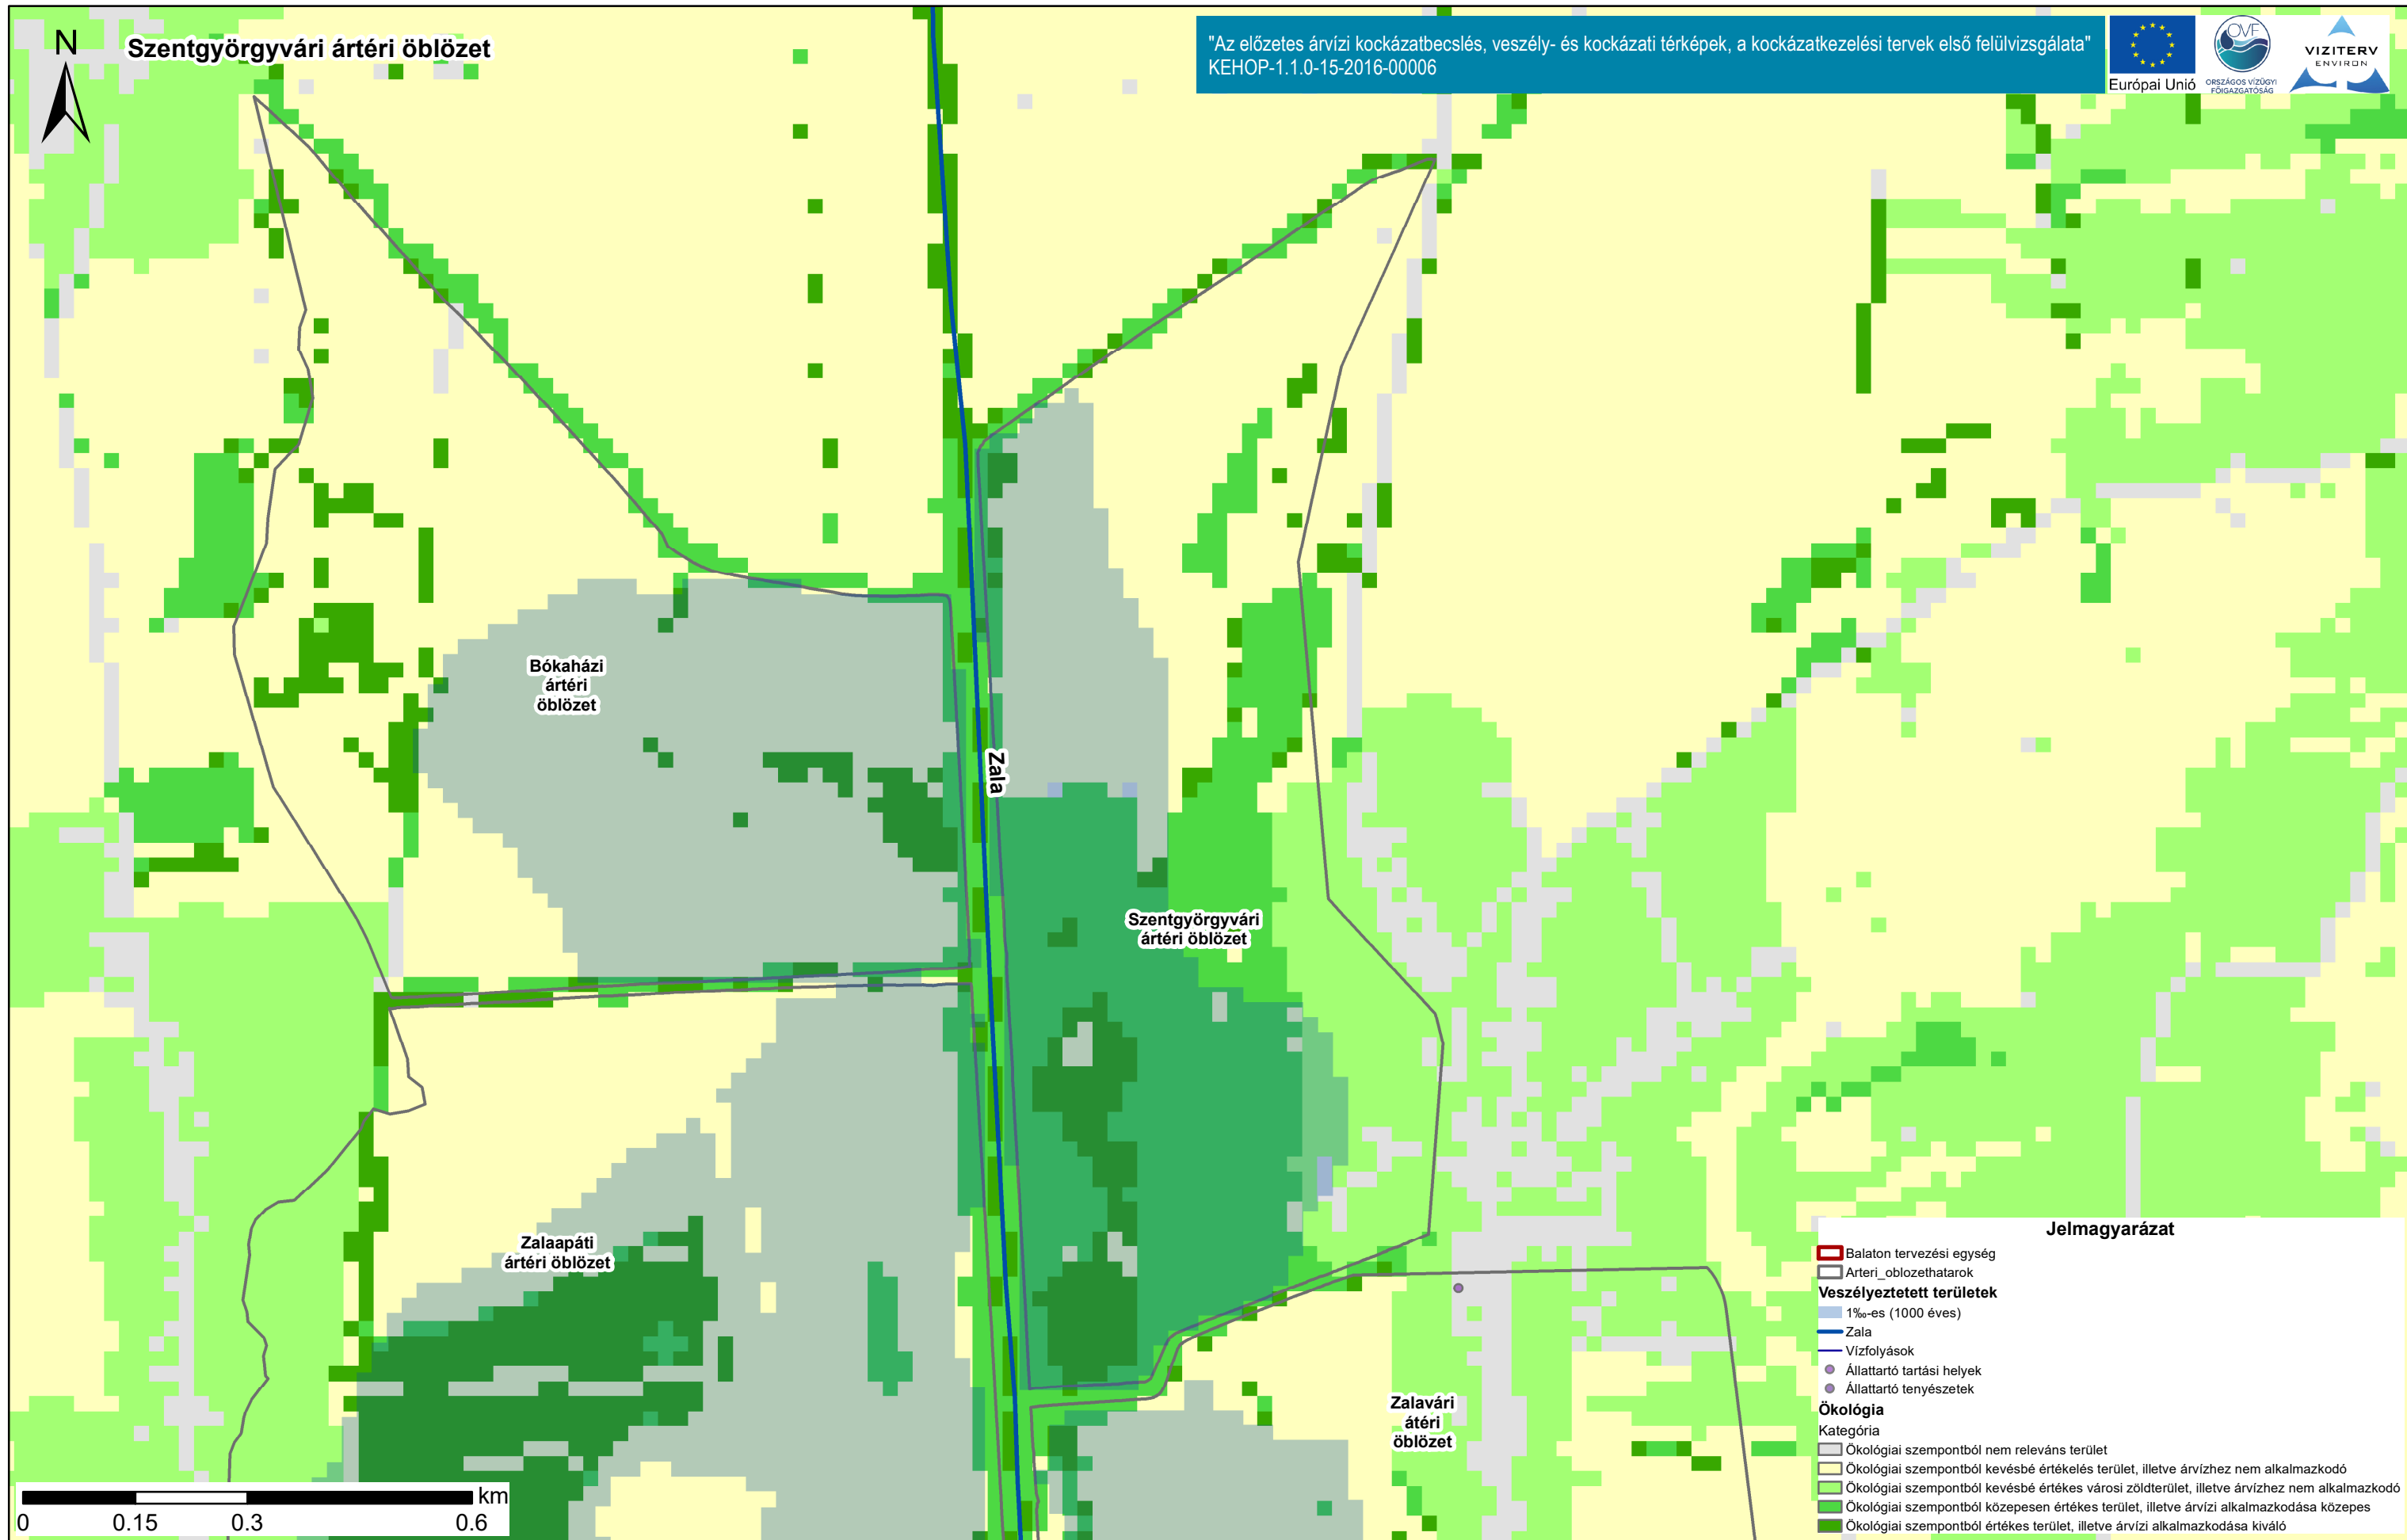 N
Szentgyörgyvári ártéri öblözet
"Az előzetes árvízi kockázatbecslés, veszély- és kockázati térképek, a kockázatkezelési tervek első felülvizsgálata"
KEHOP-1.1.0-15-2016-00006
Európai Unió
OVF
ORSZÁGOS VÍZÜGYI
FŐIGAZGATÓSÁG
VIZITERV
ENVIRON
Bókaházi
ártéri
öblözet
Zala
Szentgyörgyvári
ártéri öblözet
Zalaapáti
ártéri öblözet
Zalavári
átéri
öblözet
Jelmagyarázat
Balaton tervezési egység
Arteri_oblozethatarok
Veszélyeztetett területek
1‰-es (1000 éves)
Zala
Vízfolyások
Állattartó tartási helyek
Állattartó tenyészetek
Ökológia
Kategória
Ökológiai szempontból nem releváns terület
Ökológiai szempontból kevésbé értékelés terület, illetve árvízhez nem alkalmazkodó
Ökológiai szempontból kevésbé értékes városi zöldterület, illetve árvízhez nem alkalmazkodó
Ökológiai szempontból közepesen értékes terület, illetve árvízi alkalmazkodása közepes
Ökológiai szempontból értékes terület, illetve árvízi alkalmazkodása kiváló
km
0 0.15 0.3 0.6